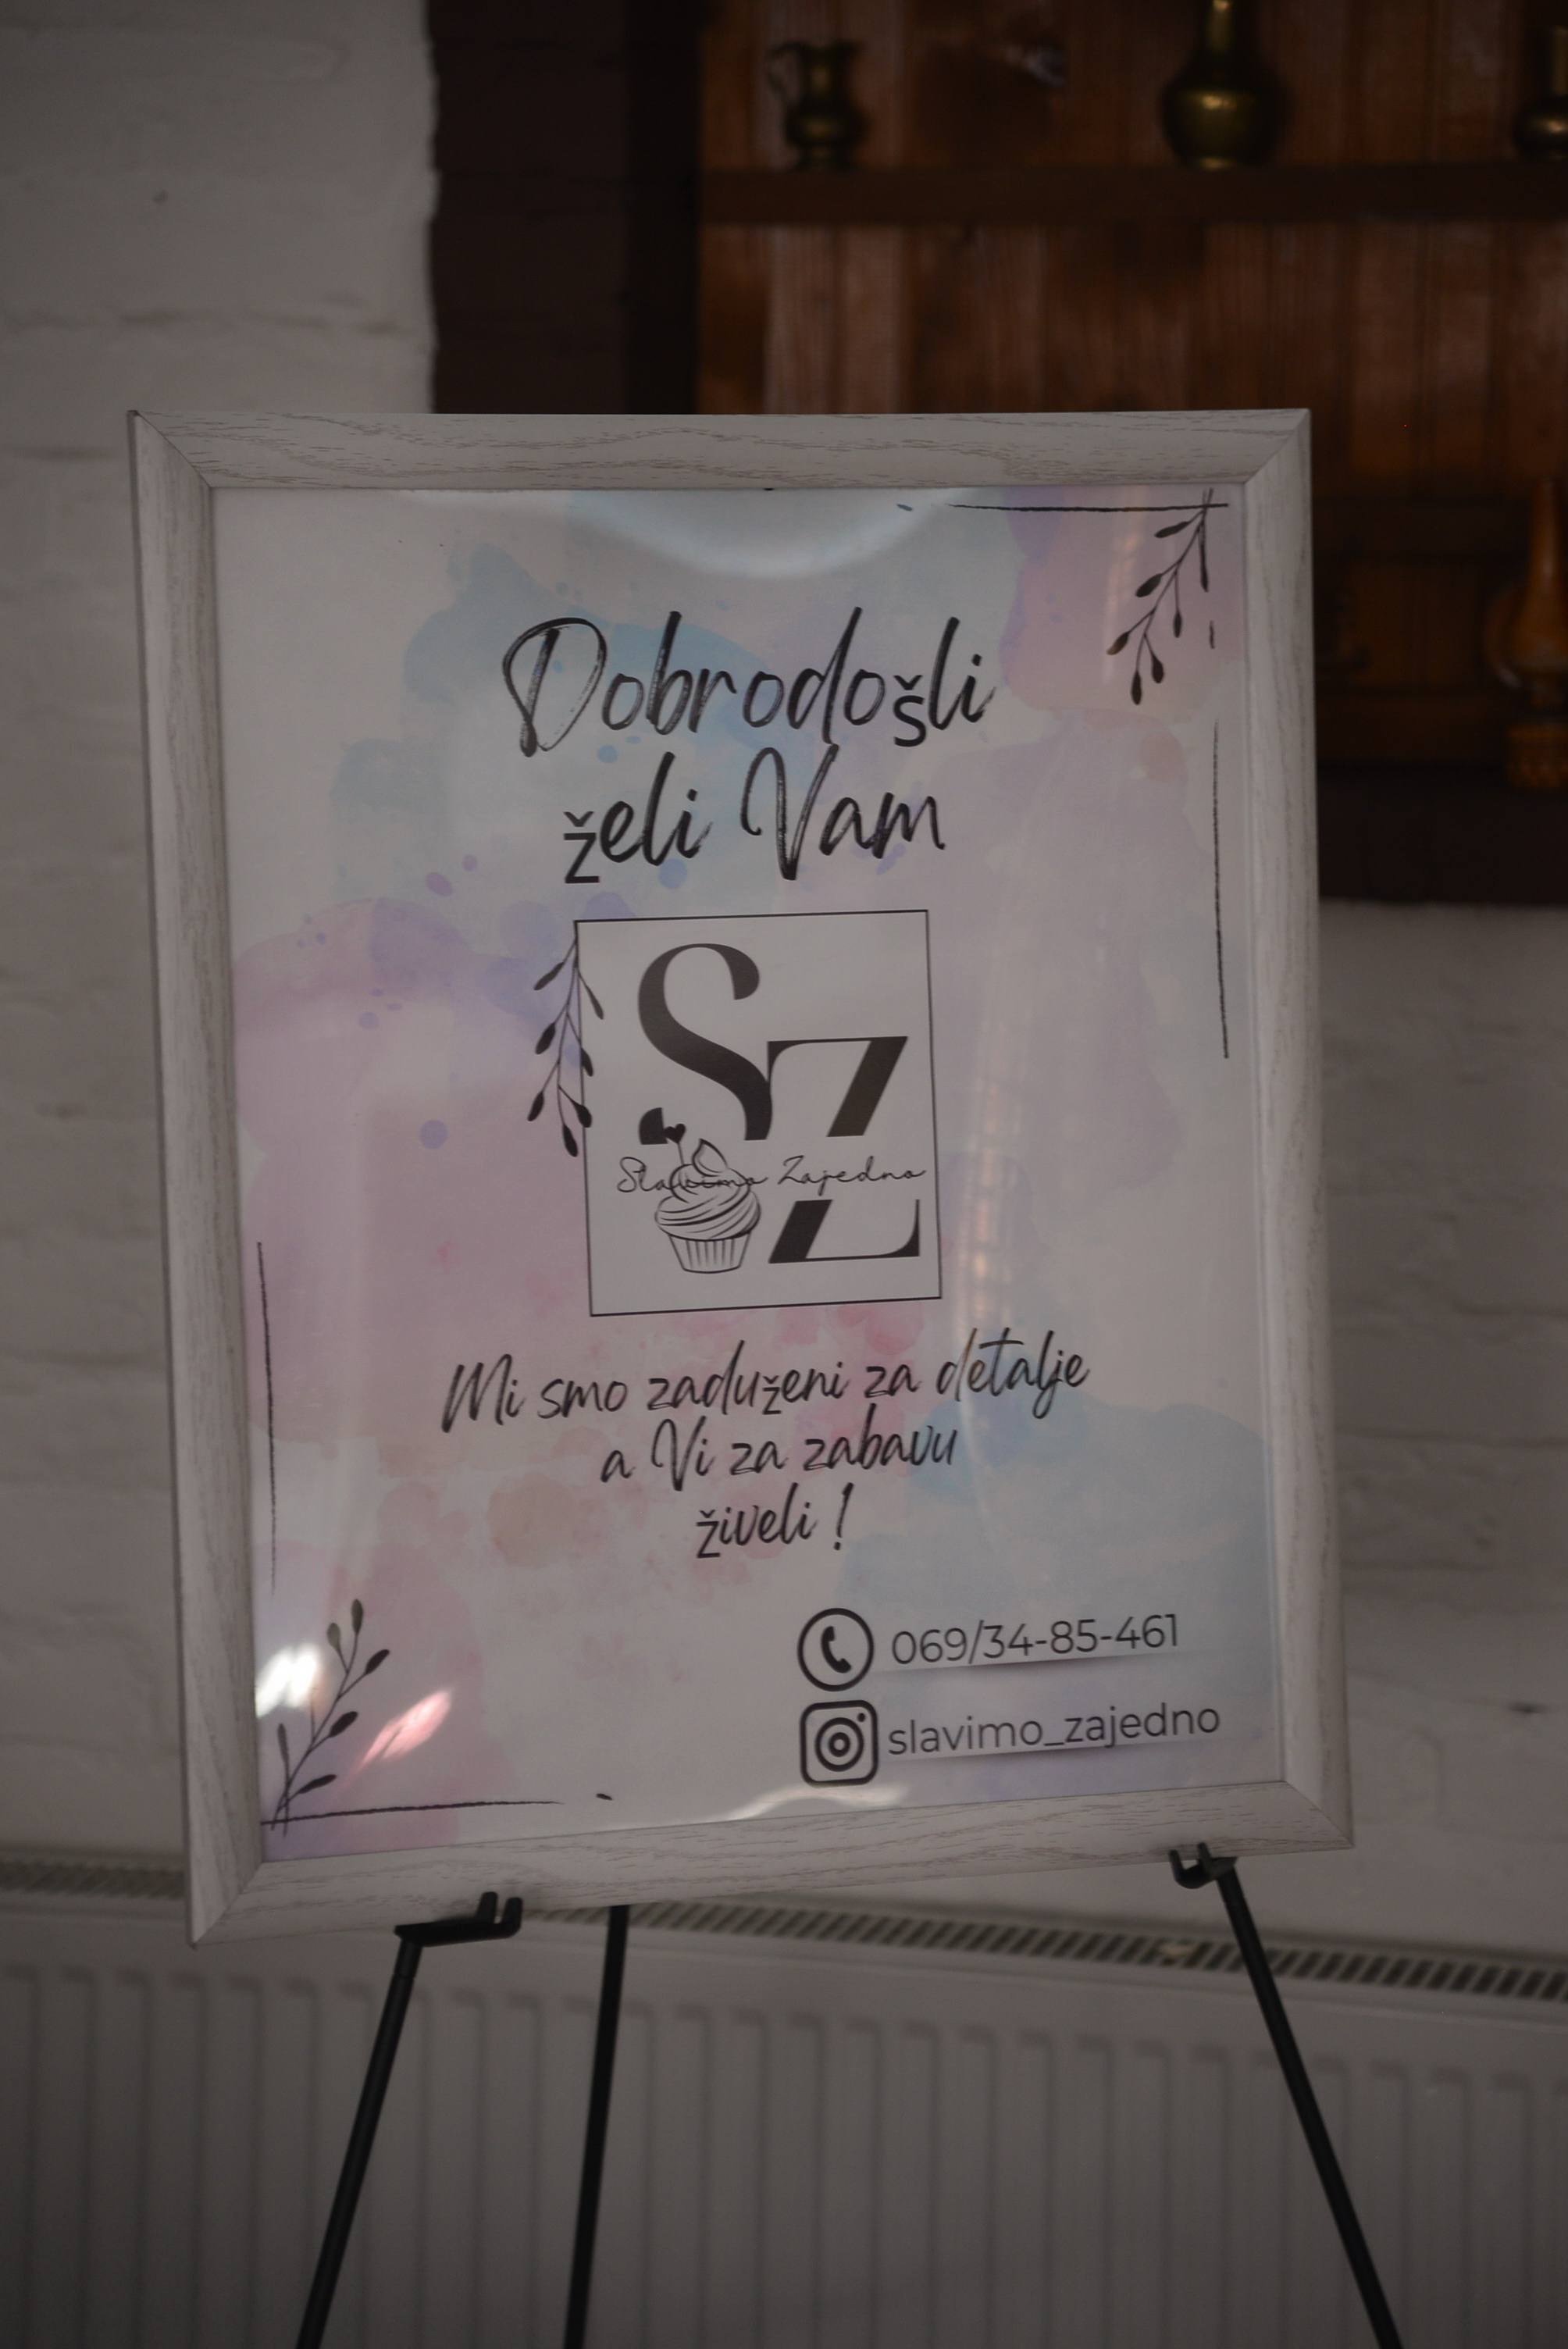 Dobrodošli
želi Vam
SZ
Slavimo Zajedno
Mi smo zaduženi za detalje
a Vi za zabavu
živeli !
069/34-85-461
slavimo_zajedno